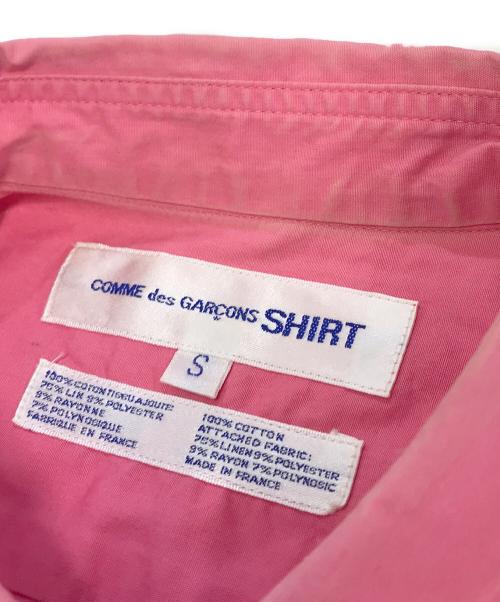 COMME des GARÇONS SHIRT
S
100% COTON TISSU AJOUTE:
75% LIN 9% POLYESTER
9% RAYONNE
7% POLYNOSIQUE
FABRIQUE EN FRANCE
100% COTTON
ATTACHED FABRIC:
75% LINEN 9% POLYESTER
9% RAYON 7% POLYNOSIC
MADE IN FRANCE